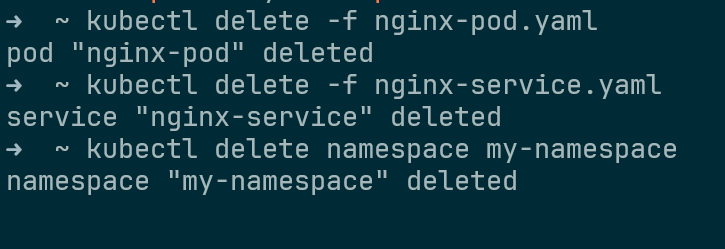 ➜  ~ kubectl delete -f nginx-pod.yaml
pod "nginx-pod" deleted
➜  ~ kubectl delete -f nginx-service.yaml
service "nginx-service" deleted
➜  ~ kubectl delete namespace my-namespace
namespace "my-namespace" deleted